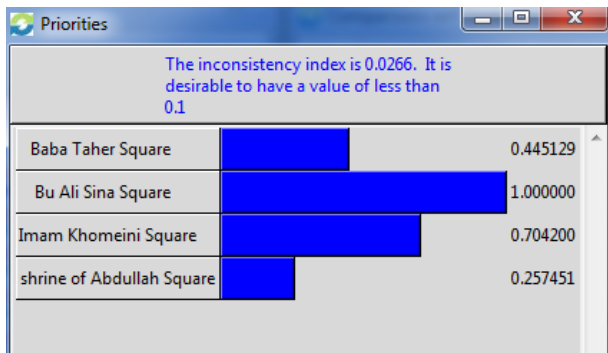 Priorities
The inconsistency index is 0.0266. It is
desirable to have a value of less than
0.1
Baba Taher Square 0.445129
Bu Ali Sina Square 1.000000
Imam Khomeini Square 0.704200
shrine of Abdullah Square 0.257451